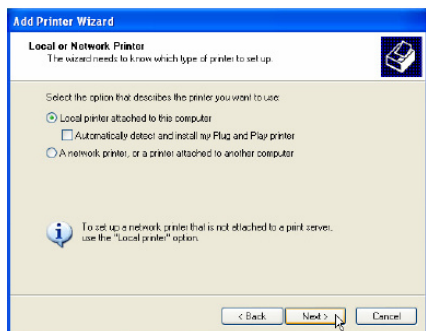 Add Printer Wizard
Local or Network Printer
The wizard needs to know which type of printer to set up.
Select the option that describes the printer you want to use:
Local printer attached to this computer
Automatically detect and install my Plug and Play printer
A network printer, or a printer attached to another computer
To set up a network printer that is not attached to a print server,
use the "Local printer" option.
< Back
Next >
Cancel